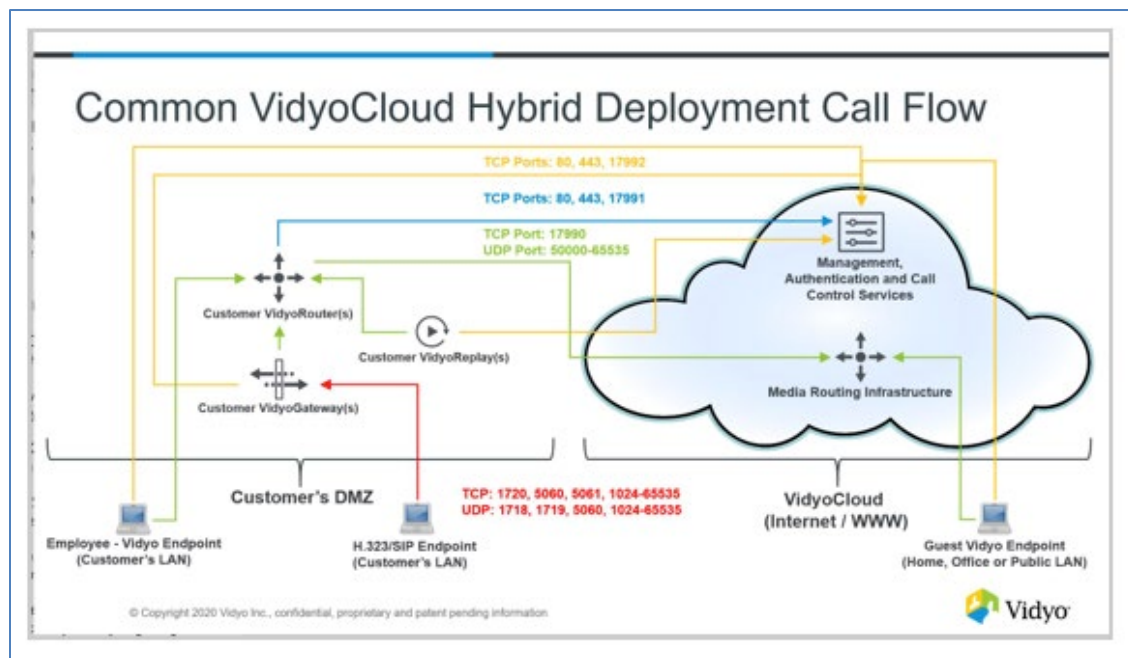 Common VidyoCloud Hybrid Deployment Call Flow
TCP Ports: 80, 443, 17992
TCP Ports: 80, 443, 17991
TCP Port: 17990
UDP Port: 50000-65535
Management,
Authentication and Call
Control Services
Customer VidyoRouter(s)
Customer VidyoReplay(s)
Customer VidyoGateway(s)
Media Routing Infrastructure
Customer's DMZ
TCP: 1720, 5060, 5061, 1024-65535
UDP: 1718, 1719, 5060, 1024-65535
VidyoCloud
(Internet / WWW)
Employee - Vidyo Endpoint
(Customer's LAN)
H.323/SIP Endpoint
(Customer's LAN)
Guest Vidyo Endpoint
(Home, Office or Public LAN)
© Copyright 2020 Vidyo Inc., confidential, proprietary and patent pending information
Vidyo